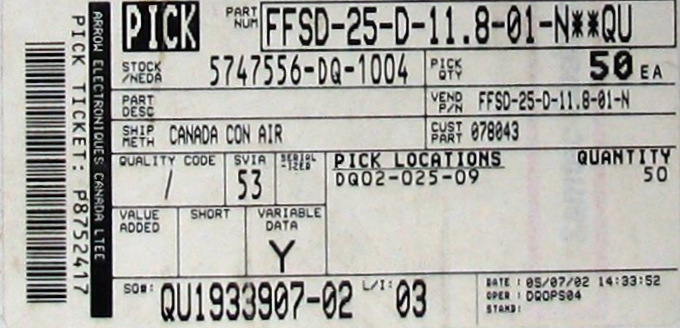 ARROW ELECTRONIQUES CANADA LTEE
PICK TICKET: P8752417
PICK PART NUM FFSD-25-D-11.8-01-N**QU
STOCK /NEDA 5747556-DQ-1004 PICK QTY 50 EA
PART DESC VEND P/N FFSD-25-D-11.8-01-N
SHIP METH CANADA CON AIR CUST PART 078043
QUALITY CODE / SVIA 53 SERIAL -IZED PICK LOCATIONS QUANTITY
DQ02-025-09 50
VALUE ADDED SHORT VARIABLE DATA Y
SO#: QU1933907-02 L/I: 03
DATE : 05/07/02 14:33:52
OPER : DQOPS04
STAND: